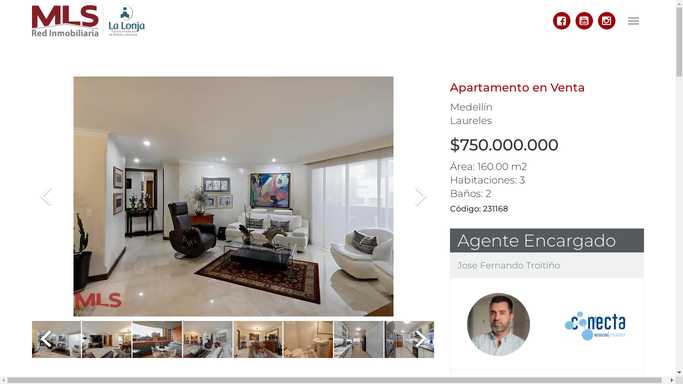 MLS
Red Inmobiliaria
La Lonja
Apartamento en Venta
Medellín
Laureles
$750.000.000
Área: 160.00 m2
Habitaciones: 3
Baños: 2
Código: 231168
Agente Encargado
Jose Fernando Troitiño
MLS
conecta